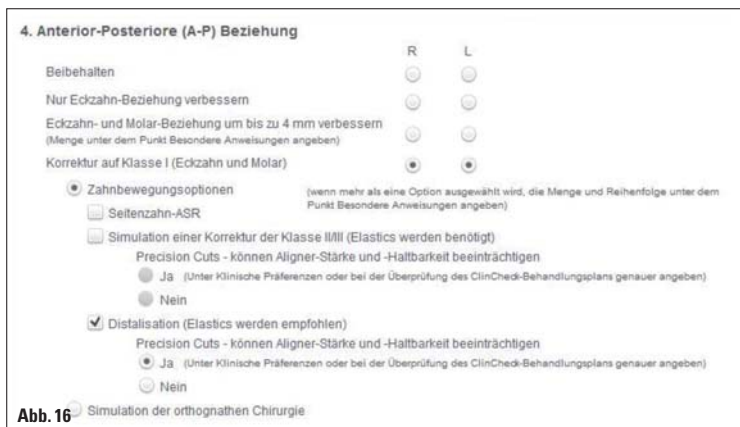 4. Anterior-Posteriore (A-P) Beziehung
R L
Beibehalten
Nur Eckzahn-Beziehung verbessern
Eckzahn- und Molar-Beziehung um bis zu 4 mm verbessern
(Menge unter dem Punkt Besondere Anweisungen angeben)
Korrektur auf Klasse I (Eckzahn und Molar)
Zahnbewegungsoptionen (wenn mehr als eine Option ausgewählt wird, die Menge und Reihenfolge unter dem
Punkt Besondere Anweisungen angeben)
Seitenzahn-ASR
Simulation einer Korrektur der Klasse II/III (Elastics werden benötigt)
Precision Cuts - können Aligner-Stärke und -Haltbarkeit beeinträchtigen
Ja (Unter Klinische Präferenzen oder bei der Überprüfung des ClinCheck-Behandlungsplans genauer angeben)
Nein
Distalisation (Elastics werden empfohlen)
Precision Cuts - können Aligner-Stärke und -Haltbarkeit beeinträchtigen
Ja (Unter Klinische Präferenzen oder bei der Überprüfung des ClinCheck-Behandlungsplans genauer angeben)
Nein
Simulation der orthognathen Chirurgie
Abb. 16